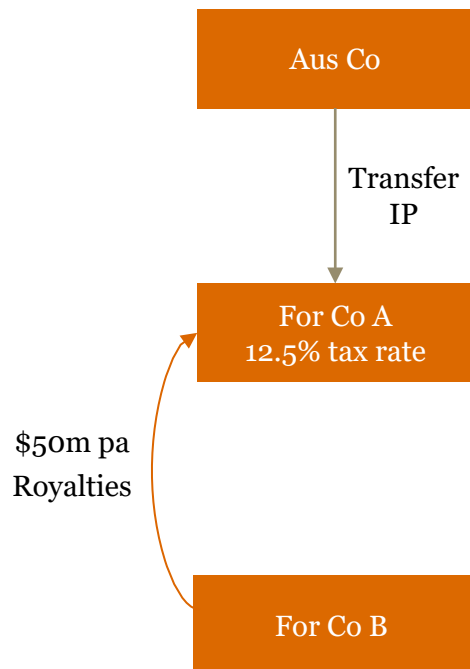 Aus Co
Transfer
IP
For Co A
12.5% tax rate
$50m pa
Royalties
For Co B